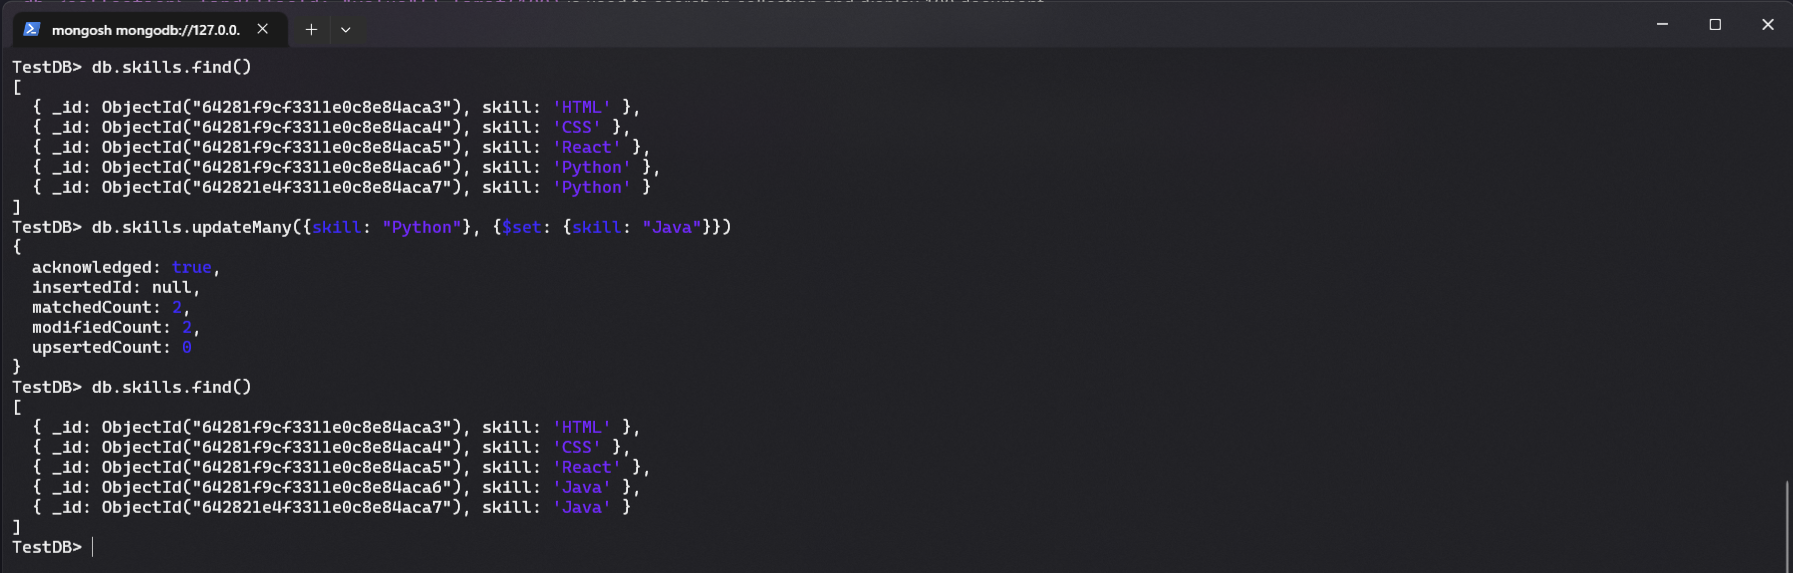 mongosh mongodb://127.0.0.
TestDB> db.skills.find()
[
  { _id: ObjectId("64281f9cf3311e0c8e84aca3"), skill: 'HTML' },
  { _id: ObjectId("64281f9cf3311e0c8e84aca4"), skill: 'CSS' },
  { _id: ObjectId("64281f9cf3311e0c8e84aca5"), skill: 'React' },
  { _id: ObjectId("64281f9cf3311e0c8e84aca6"), skill: 'Python' },
  { _id: ObjectId("642821e4f3311e0c8e84aca7"), skill: 'Python' }
]
TestDB> db.skills.updateMany({skill: "Python"}, {$set: {skill: "Java"}})
{
  acknowledged: true,
  insertedId: null,
  matchedCount: 2,
  modifiedCount: 2,
  upsertedCount: 0
}
TestDB> db.skills.find()
[
  { _id: ObjectId("64281f9cf3311e0c8e84aca3"), skill: 'HTML' },
  { _id: ObjectId("64281f9cf3311e0c8e84aca4"), skill: 'CSS' },
  { _id: ObjectId("64281f9cf3311e0c8e84aca5"), skill: 'React' },
  { _id: ObjectId("64281f9cf3311e0c8e84aca6"), skill: 'Java' },
  { _id: ObjectId("642821e4f3311e0c8e84aca7"), skill: 'Java' }
]
TestDB>